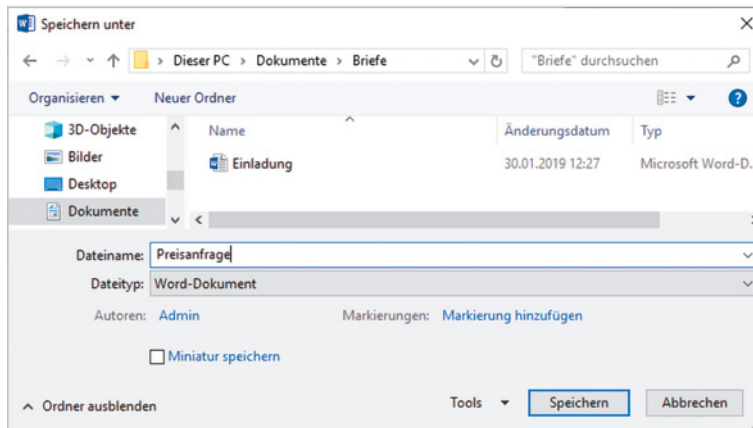 Speichern unter
Dieser PC > Dokumente > Briefe "Briefe" durchsuchen
Organisieren Neuer Ordner
3D-Objekte
Bilder
Desktop
Dokumente
Name Änderungsdatum Typ
Einladung 30.01.2019 12:27 Microsoft Word-D.
Dateiname: Preisanfrage
Dateityp: Word-Dokument
Autoren: Admin Markierungen: Markierung hinzufügen
Miniatur speichern
Ordner ausblenden Tools Speichern Abbrechen